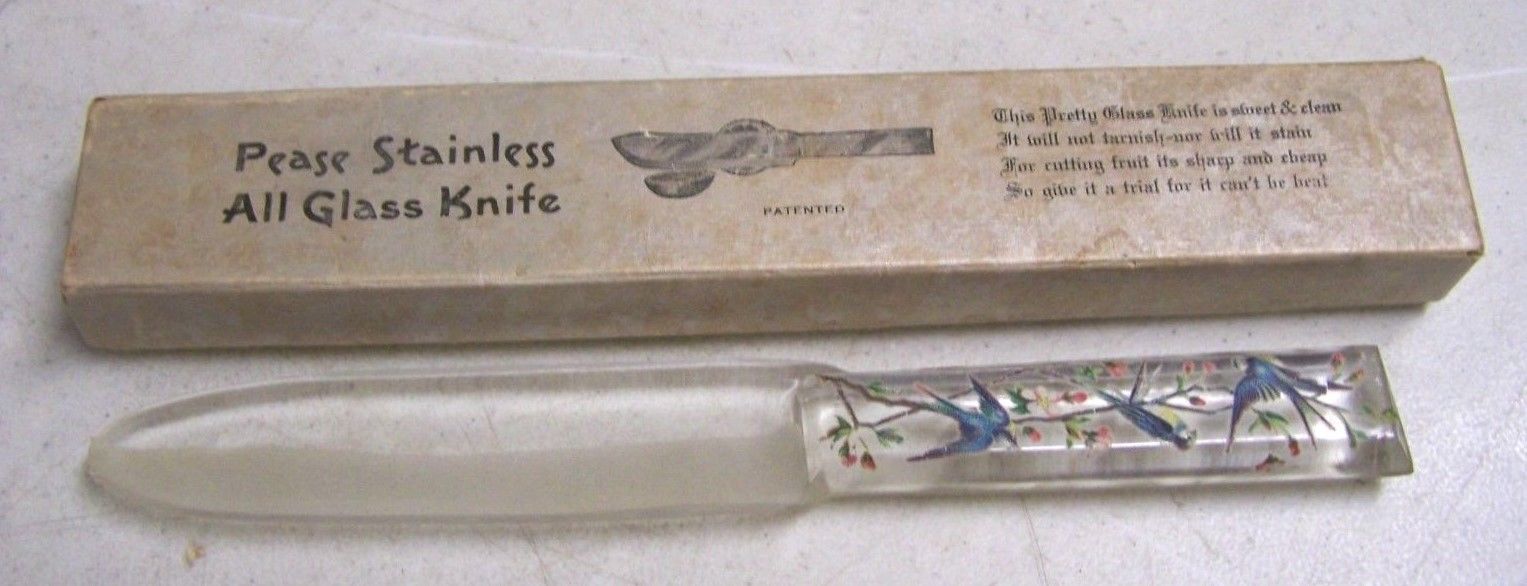 Pease Stainless
All Glass Knife
PATENTED
This Pretty Glass Knife is sweet & clean
It will not tarnish-nor will it stain
For cutting fruit its sharp and cheap
So give it a trial for it can't be beat